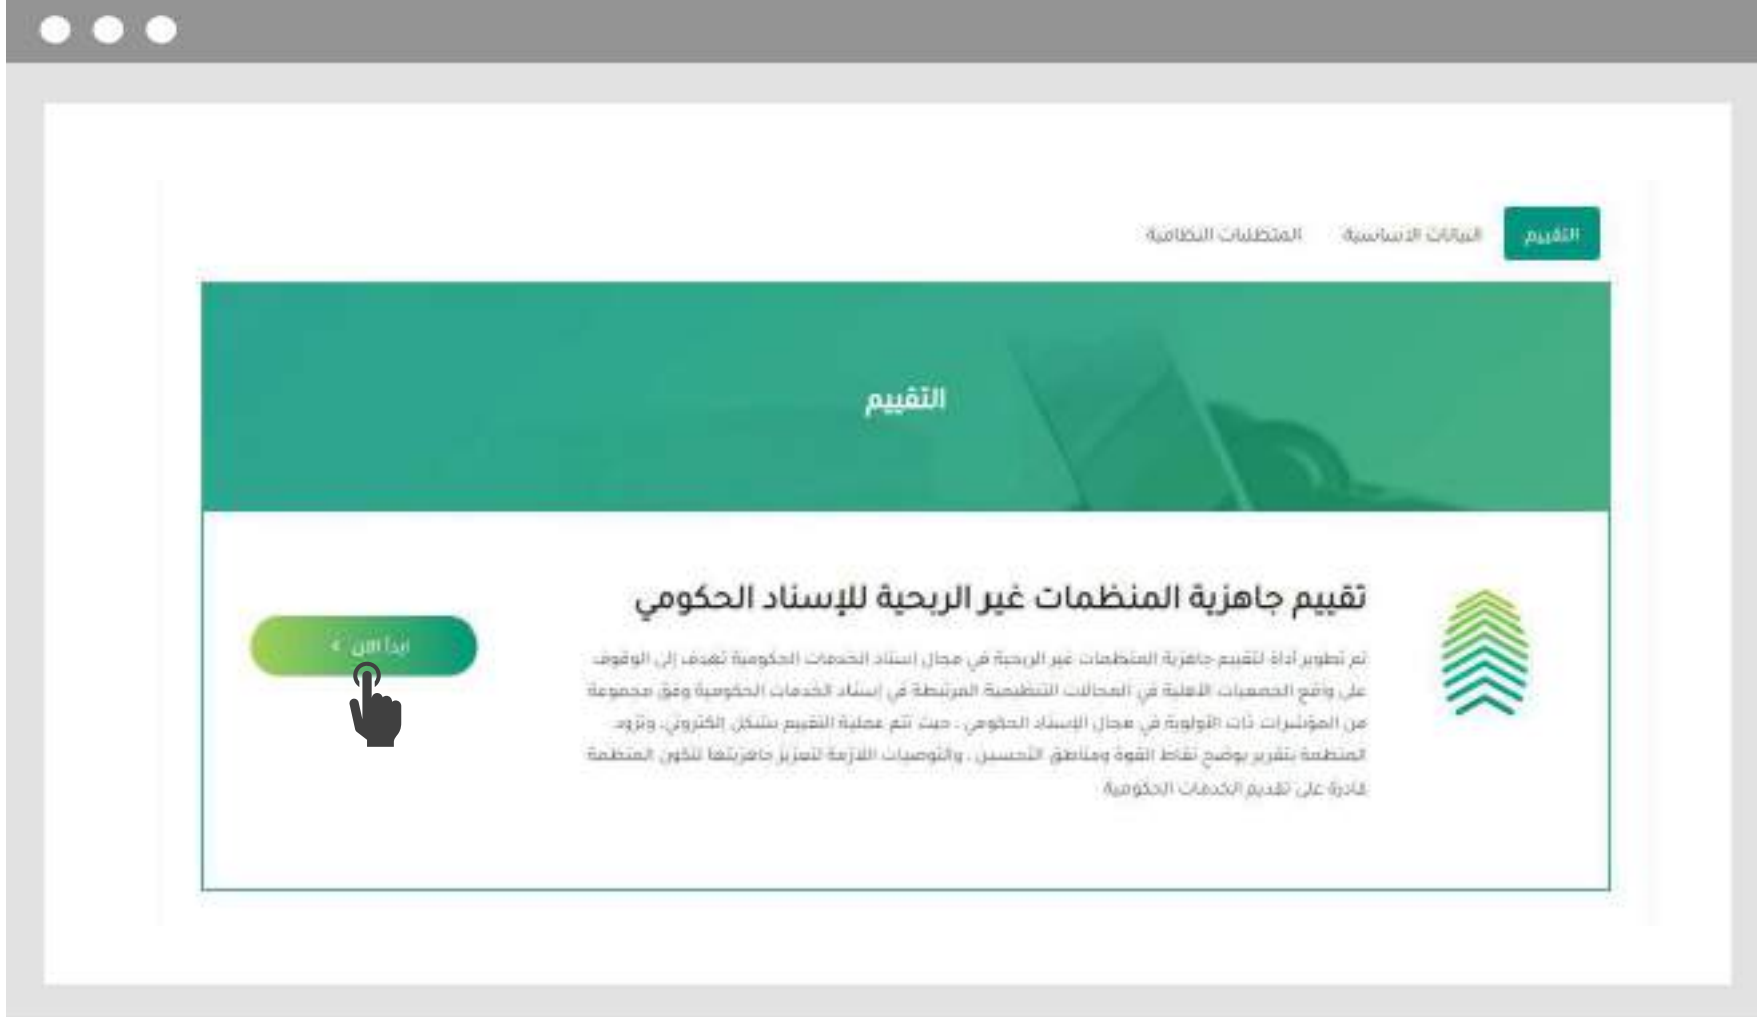 التقييم
البيانات الاساسية
المتطلبات النظامية
التقييم
تقييم جاهزية المنظمات غير الربحية للإسناد الحكومي
تم تطوير أداة لتقييم جاهزية المنظمات غير الربحية في مجال إسناد الخدمات الحكومية تهدف إلى الوقوف
على واقع الجمعيات الأهلية في المجالات التنظيمية المرتبطة في إسناد الخدمات الحكومية وفق مجموعة
من المؤشرات ذات الأولوية في مجال الإسناد الحكومي ، حيث تتم عملية التقييم بشكل إلكتروني، وتزود
المنظمة بتقرير يوضح نقاط القوة ومناطق التحسين ، والتوصيات اللازمة لتعزيز جاهزيتها لتكون المنظمة
قادرة على تقديم الخدمات الحكومية
ابدأ الآن >